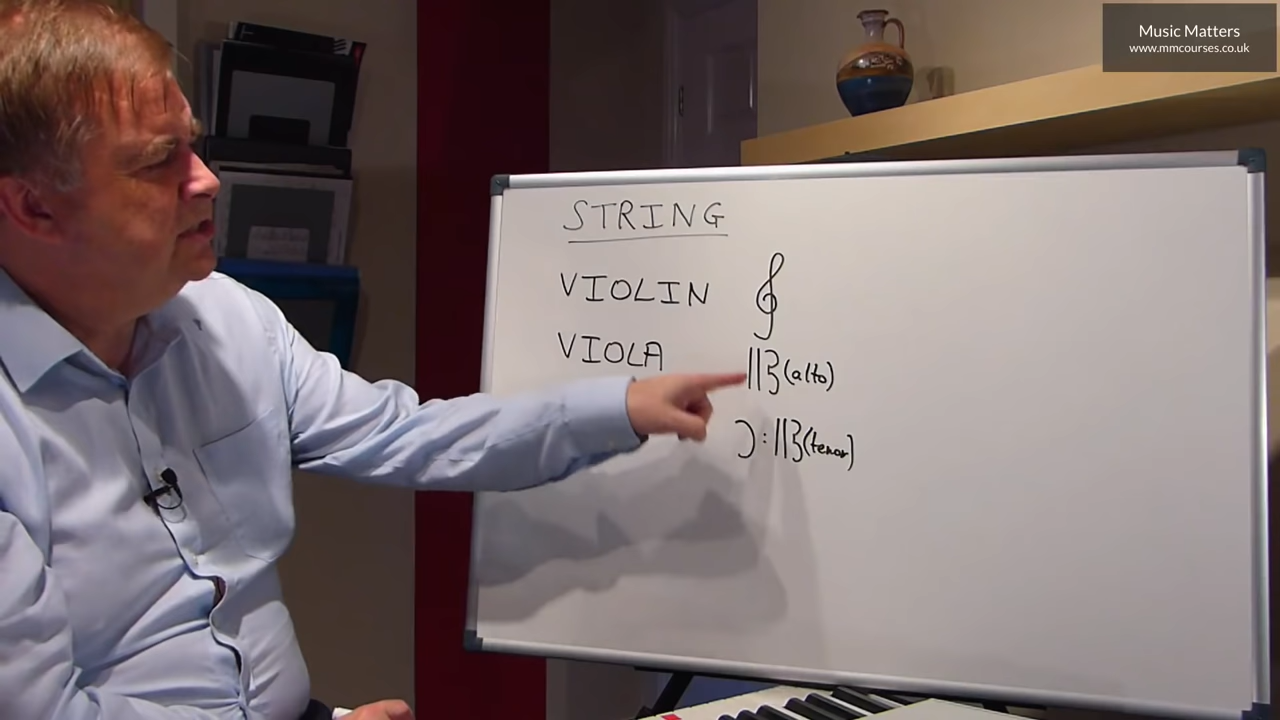 Music Matters
www.mmcourses.co.uk
STRING
VIOLIN
VIOLA
(alto)
(tenor)